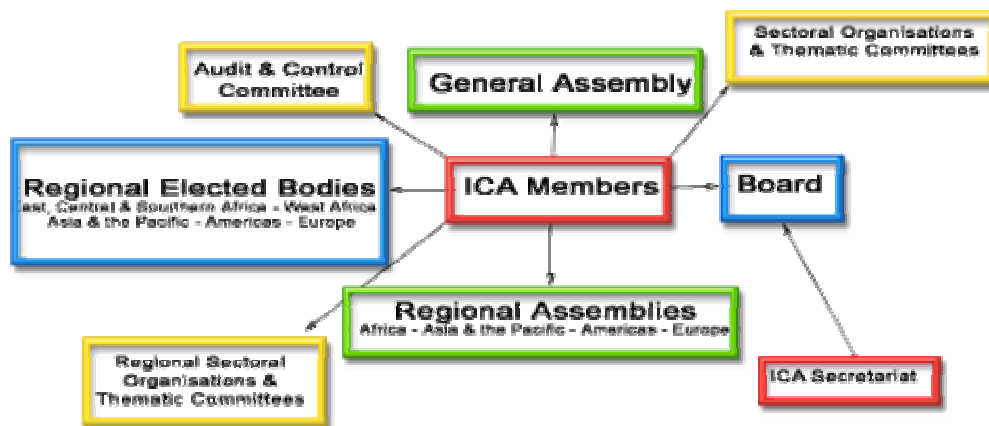 Sectoral Organisations
& Thematic Committees
Audit & Control
Committee
General Assembly
Regional Elected Bodies
East, Central & Southern Africa - West Africa
Asia & the Pacific - Americas - Europe
ICA Members
Board
Regional Assemblies
Africa - Asia & the Pacific - Americas - Europe
Regional Sectoral
Organisations &
Thematic Committees
ICA Secretariat